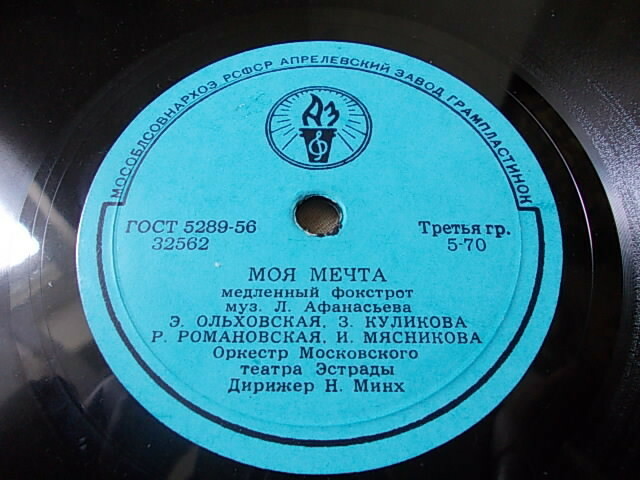 МОСОБЛСОВНАРХОЗ РСФСР АПРЕЛЕВСКИЙ ЗАВОД ГРАМПЛАСТИНОК
АЗ
ГОСТ 5289-56
32562
Третья гр.
5-70
МОЯ МЕЧТА
медленный фокстрот
муз. Л. Афанасьева
Э. ОЛЬХОВСКАЯ, З. КУЛИКОВА
Р. РОМАНОВСКАЯ, И. МЯСНИКОВА
Оркестр Московского
театра Эстрады
Дирижер Н. Минх